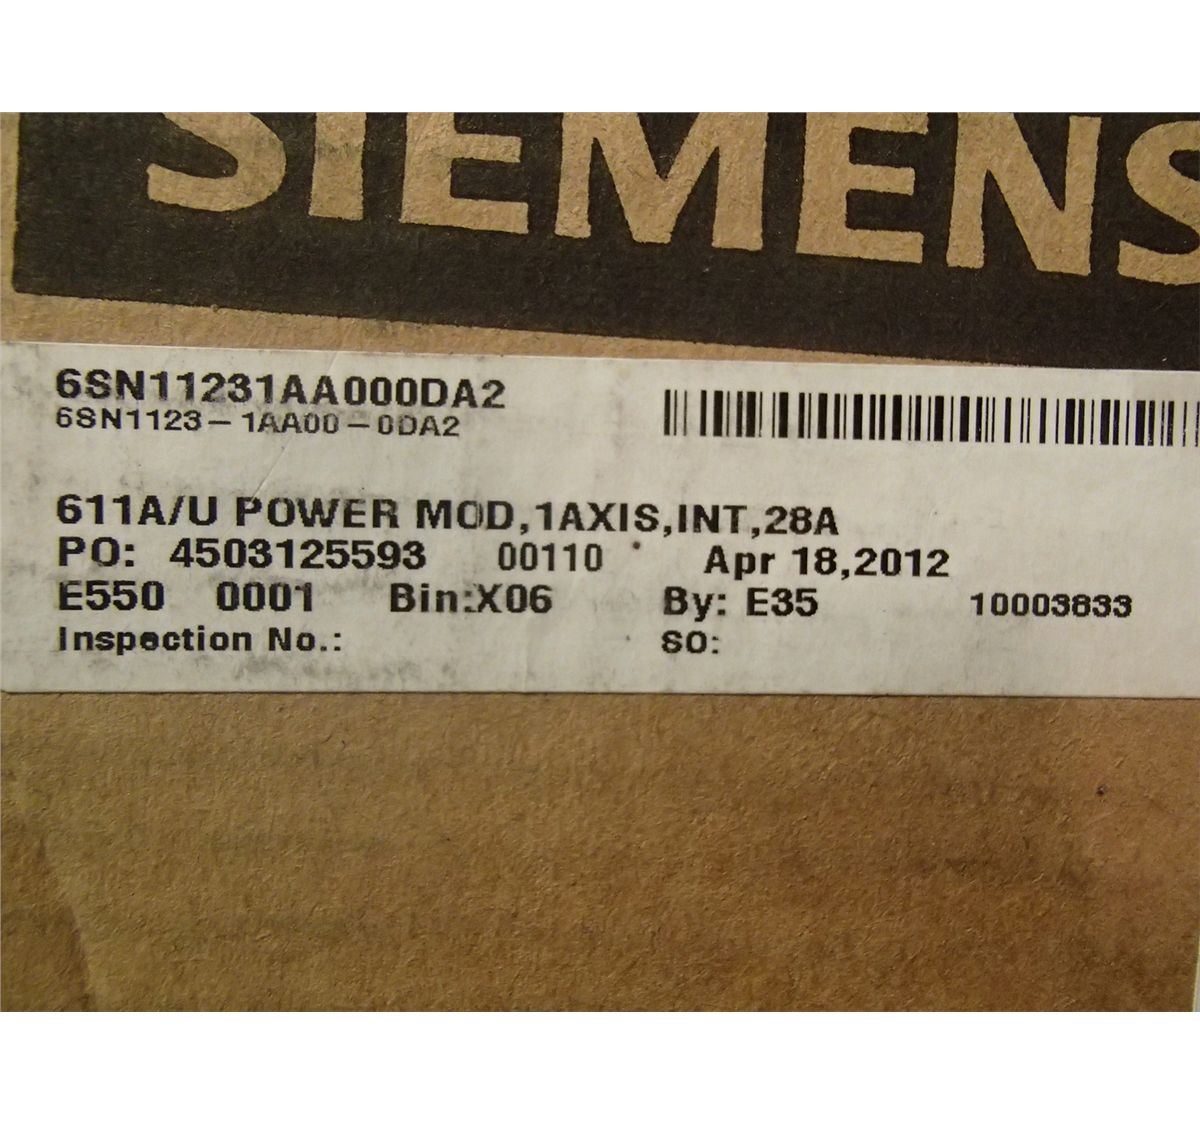 SIEMENS
6SN11231AA000DA2
6SN1123-1AA00-0DA2
611A/U POWER MOD,1AXIS,INT,28A
PO: 4503125593 00110 Apr 18,2012
E550 0001 Bin:X06 By: E35 10003833
Inspection No.: SO: